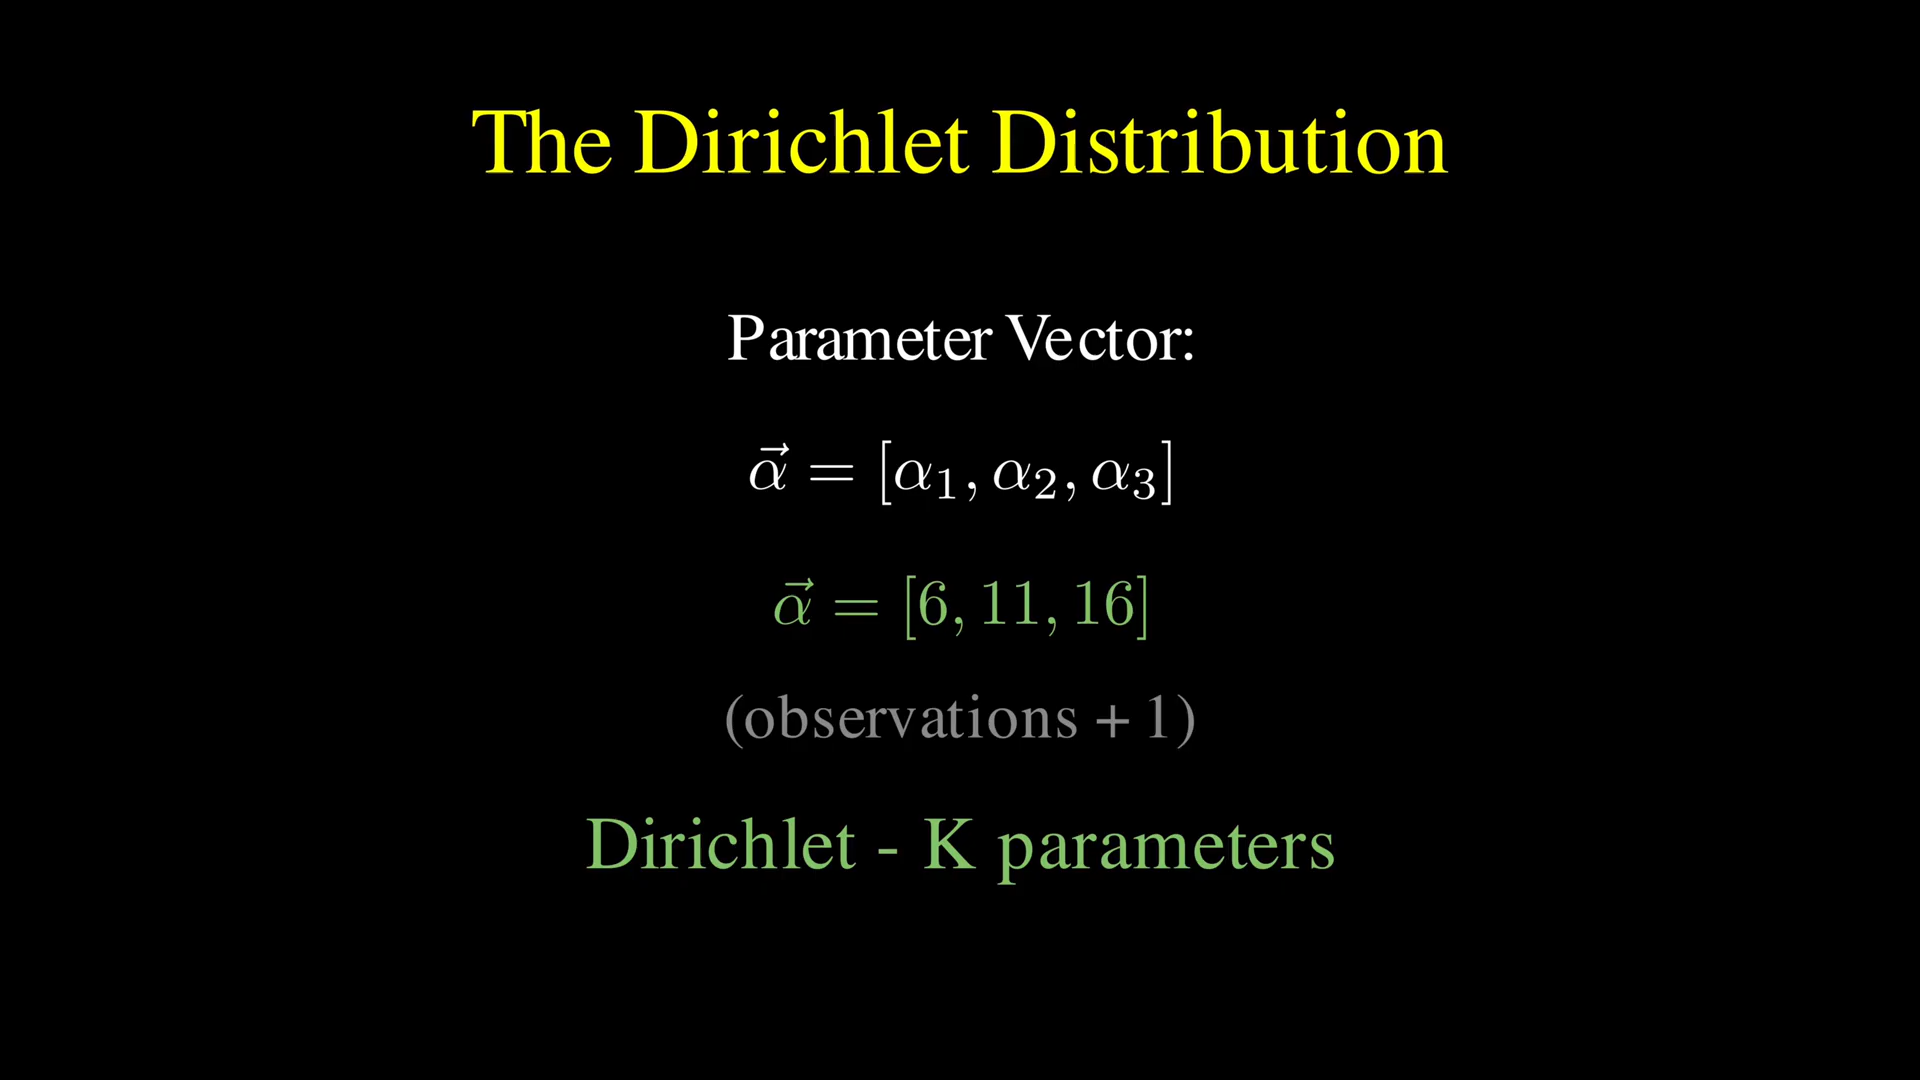 The Dirichlet Distribution
Parameter Vector:
α⃗ = [α₁, α₂, α₃]
α⃗ = [6, 11, 16]
(observations + 1)
Dirichlet - K parameters